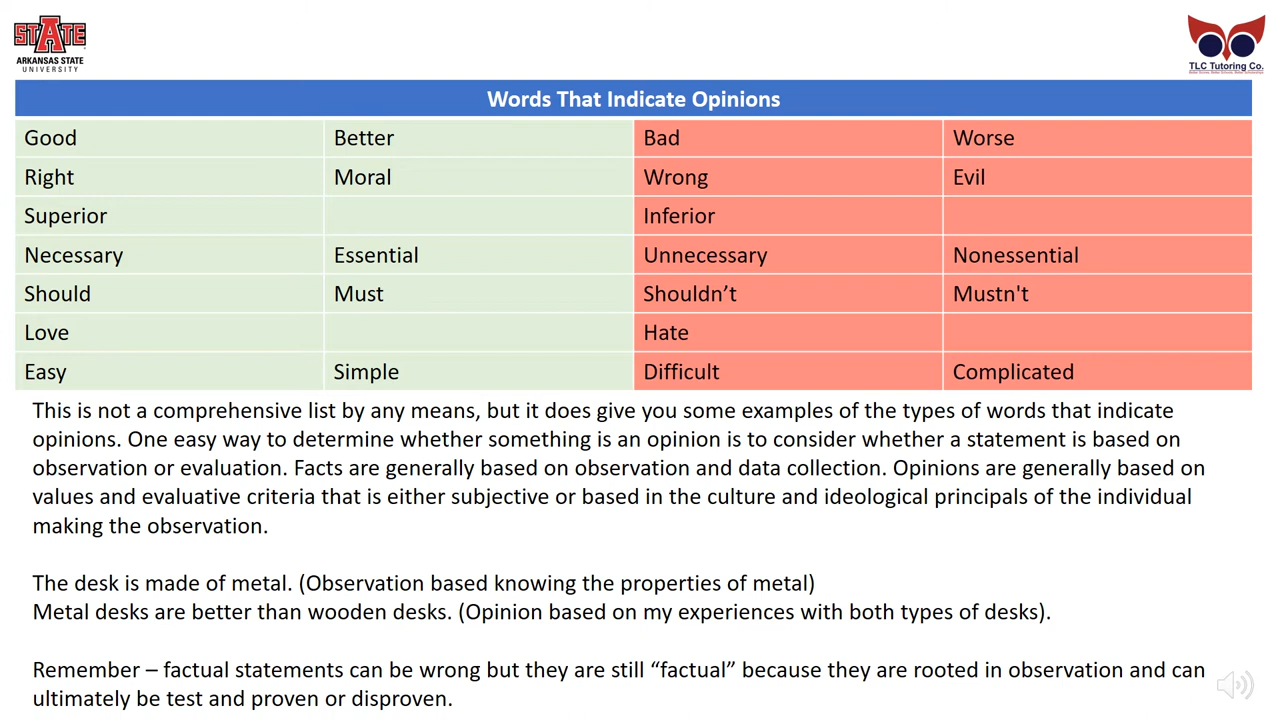 STATE
ARKANSAS STATE
UNIVERSITY
TLC Tutoring Co.
Words That Indicate Opinions
Good Better Bad Worse
Right Moral Wrong Evil
Superior Inferior
Necessary Essential Unnecessary Nonessential
Should Must Shouldn’t Mustn't
Love Hate
Easy Simple Difficult Complicated
This is not a comprehensive list by any means, but it does give you some examples of the types of words that indicate
opinions. One easy way to determine whether something is an opinion is to consider whether a statement is based on
observation or evaluation. Facts are generally based on observation and data collection. Opinions are generally based on
values and evaluative criteria that is either subjective or based in the culture and ideological principals of the individual
making the observation.
The desk is made of metal. (Observation based knowing the properties of metal)
Metal desks are better than wooden desks. (Opinion based on my experiences with both types of desks).
Remember – factual statements can be wrong but they are still “factual” because they are rooted in observation and can
ultimately be test and proven or disproven.